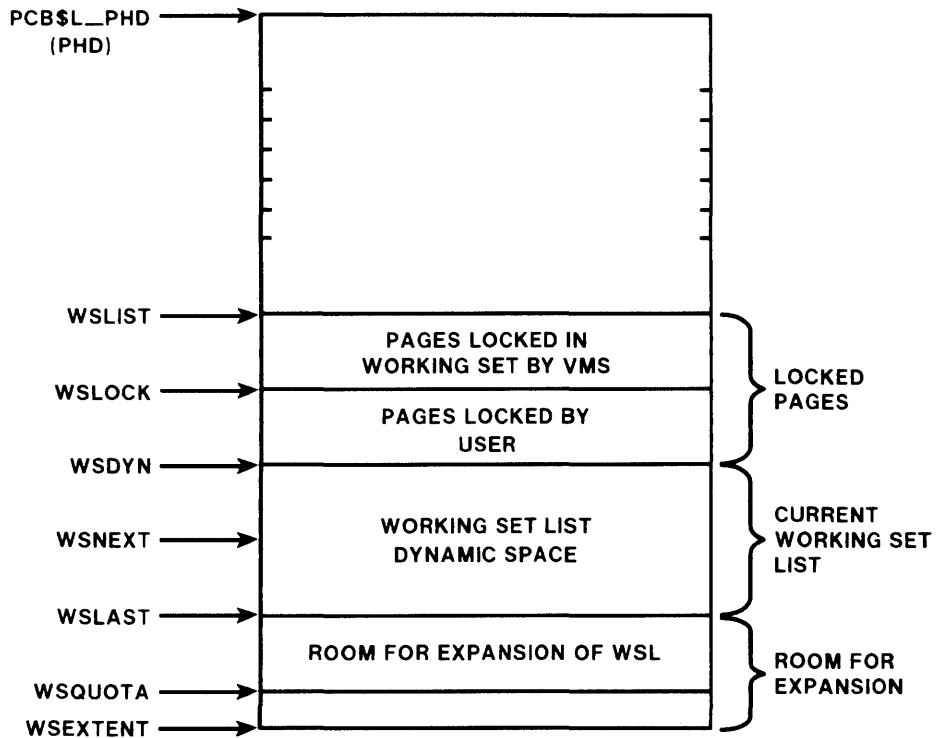 PCB$L_PHD
(PHD)
WSLIST
PAGES LOCKED IN
WORKING SET BY VMS
WSLOCK
LOCKED
PAGES
PAGES LOCKED BY
USER
WSDYN
WSNEXT
WORKING SET LIST
DYNAMIC SPACE
CURRENT
WORKING SET
LIST
WSLAST
ROOM FOR EXPANSION OF WSL
ROOM FOR
EXPANSION
WSQUOTA
WSEXTENT